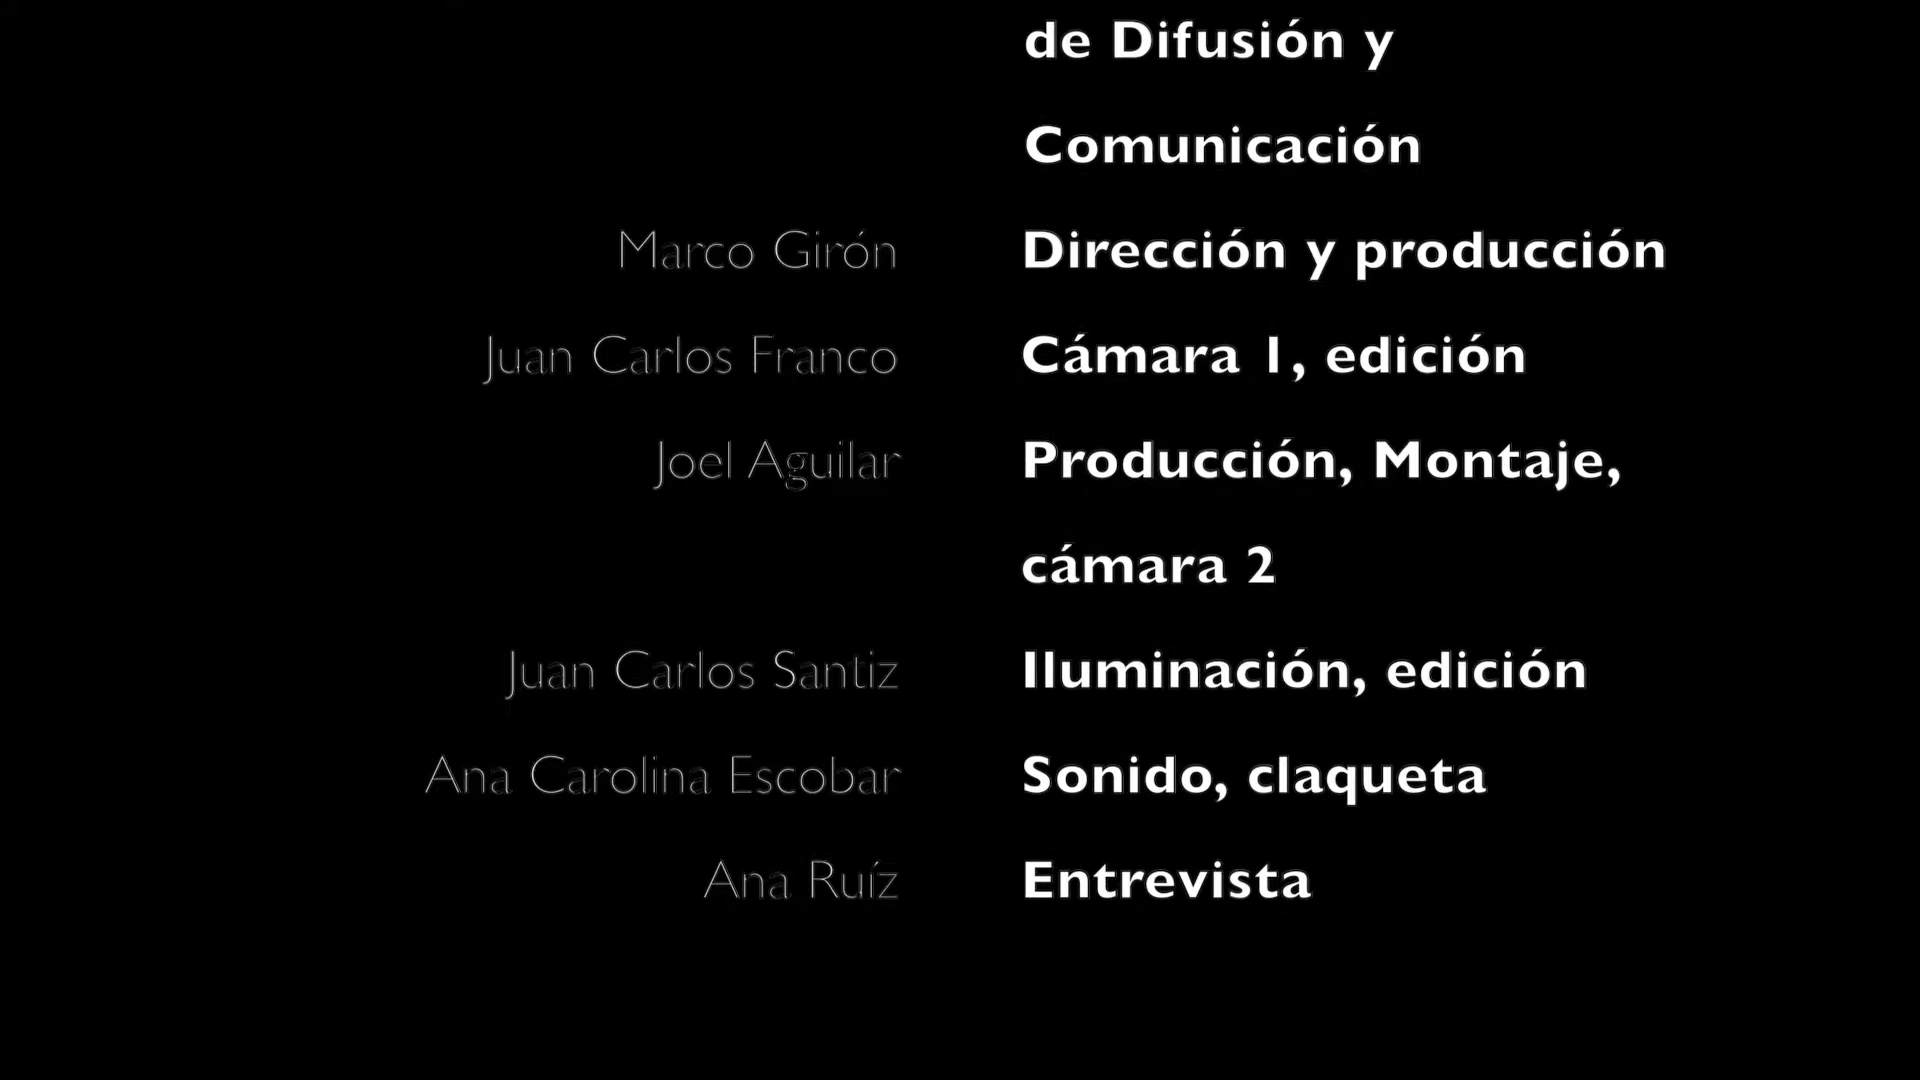 de Difusión y
Comunicación
Marco Girón Dirección y producción
Juan Carlos Franco Cámara 1, edición
Joel Aguilar Producción, Montaje,
cámara 2
Juan Carlos Santiz Iluminación, edición
Ana Carolina Escobar Sonido, claqueta
Ana Ruíz Entrevista